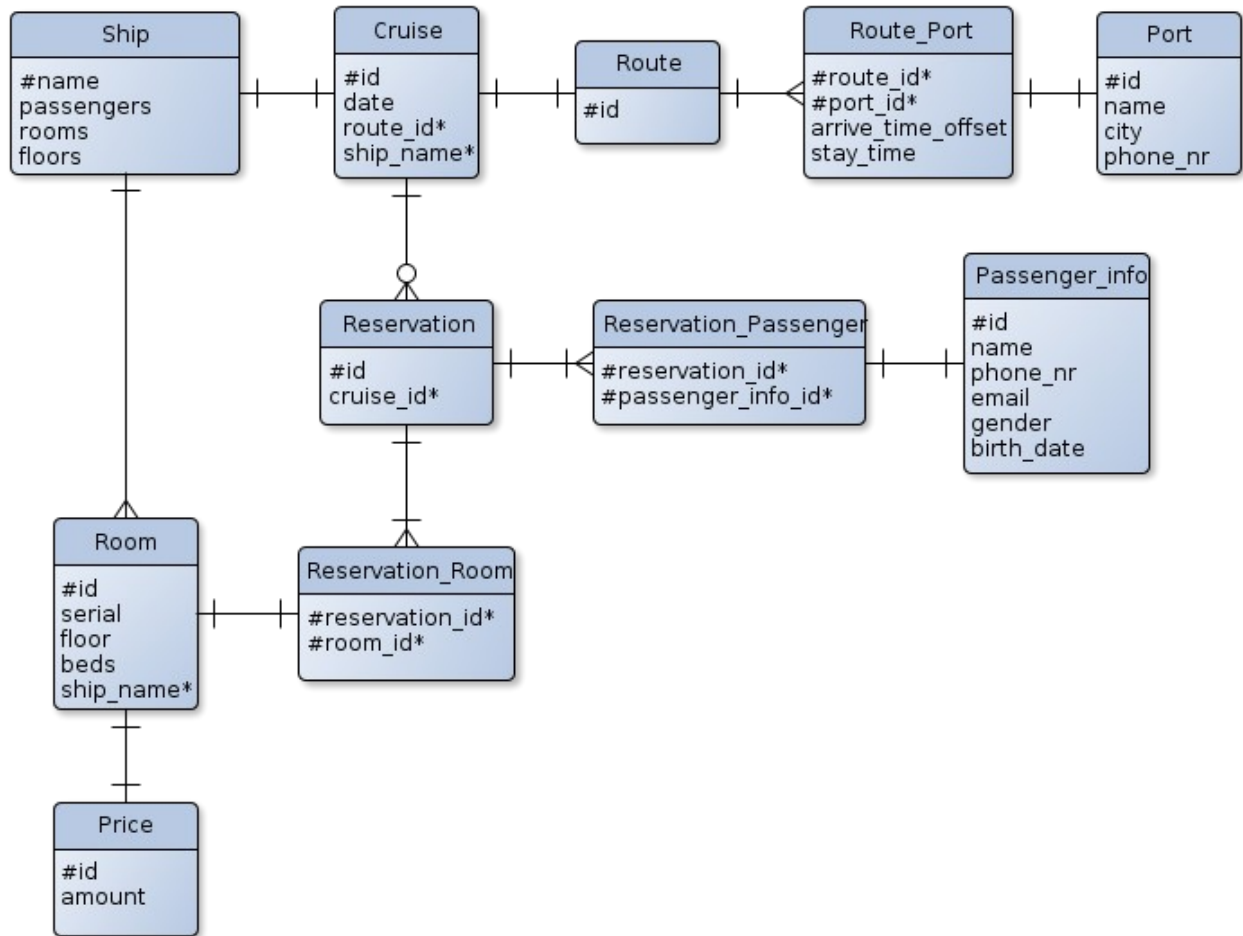 Ship
#name
passengers
rooms
floors
Cruise
#id
date
route_id*
ship_name*
Route
#id
Route_Port
#route_id*
#port_id*
arrive_time_offset
stay_time
Port
#id
name
city
phone_nr
Reservation
#id
cruise_id*
Reservation_Passenger
#reservation_id*
#passenger_info_id*
Passenger_info
#id
name
phone_nr
email
gender
birth_date
Room
#id
serial
floor
beds
ship_name*
Reservation_Room
#reservation_id*
#room_id*
Price
#id
amount